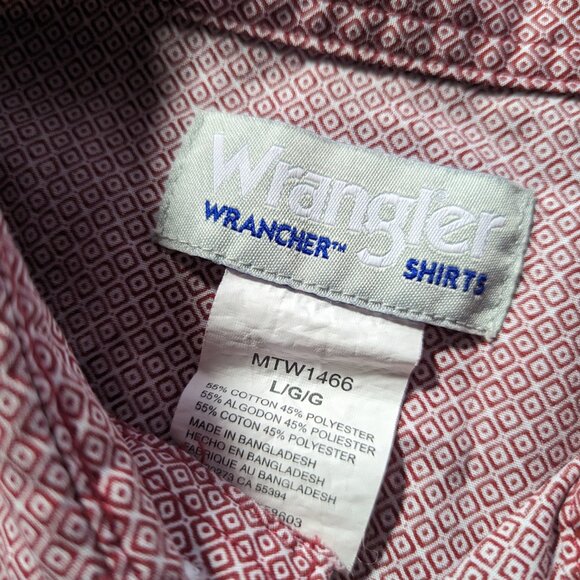 Wrangler
WRANCHER™ SHIRTS
MTW1466
L/G/G
55% COTTON 45% POLYESTER
55% ALGODON 45% POLIESTER
55% COTON 45% POLYESTER
MADE IN BANGLADESH
HECHO EN BANGLADESH
FABRIQUE AU BANGLADESH
CA 55394